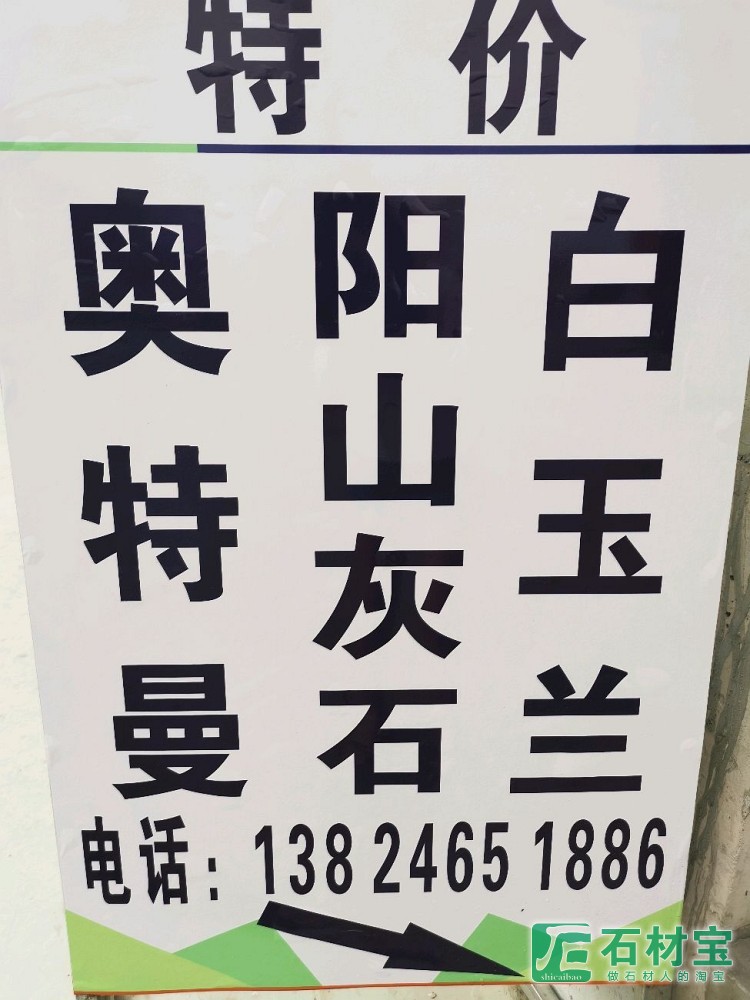 特价
奥特曼
阳山灰石
白玉兰
电话：138 2465 1886
石材宝
shicaibao
做石材人的淘宝